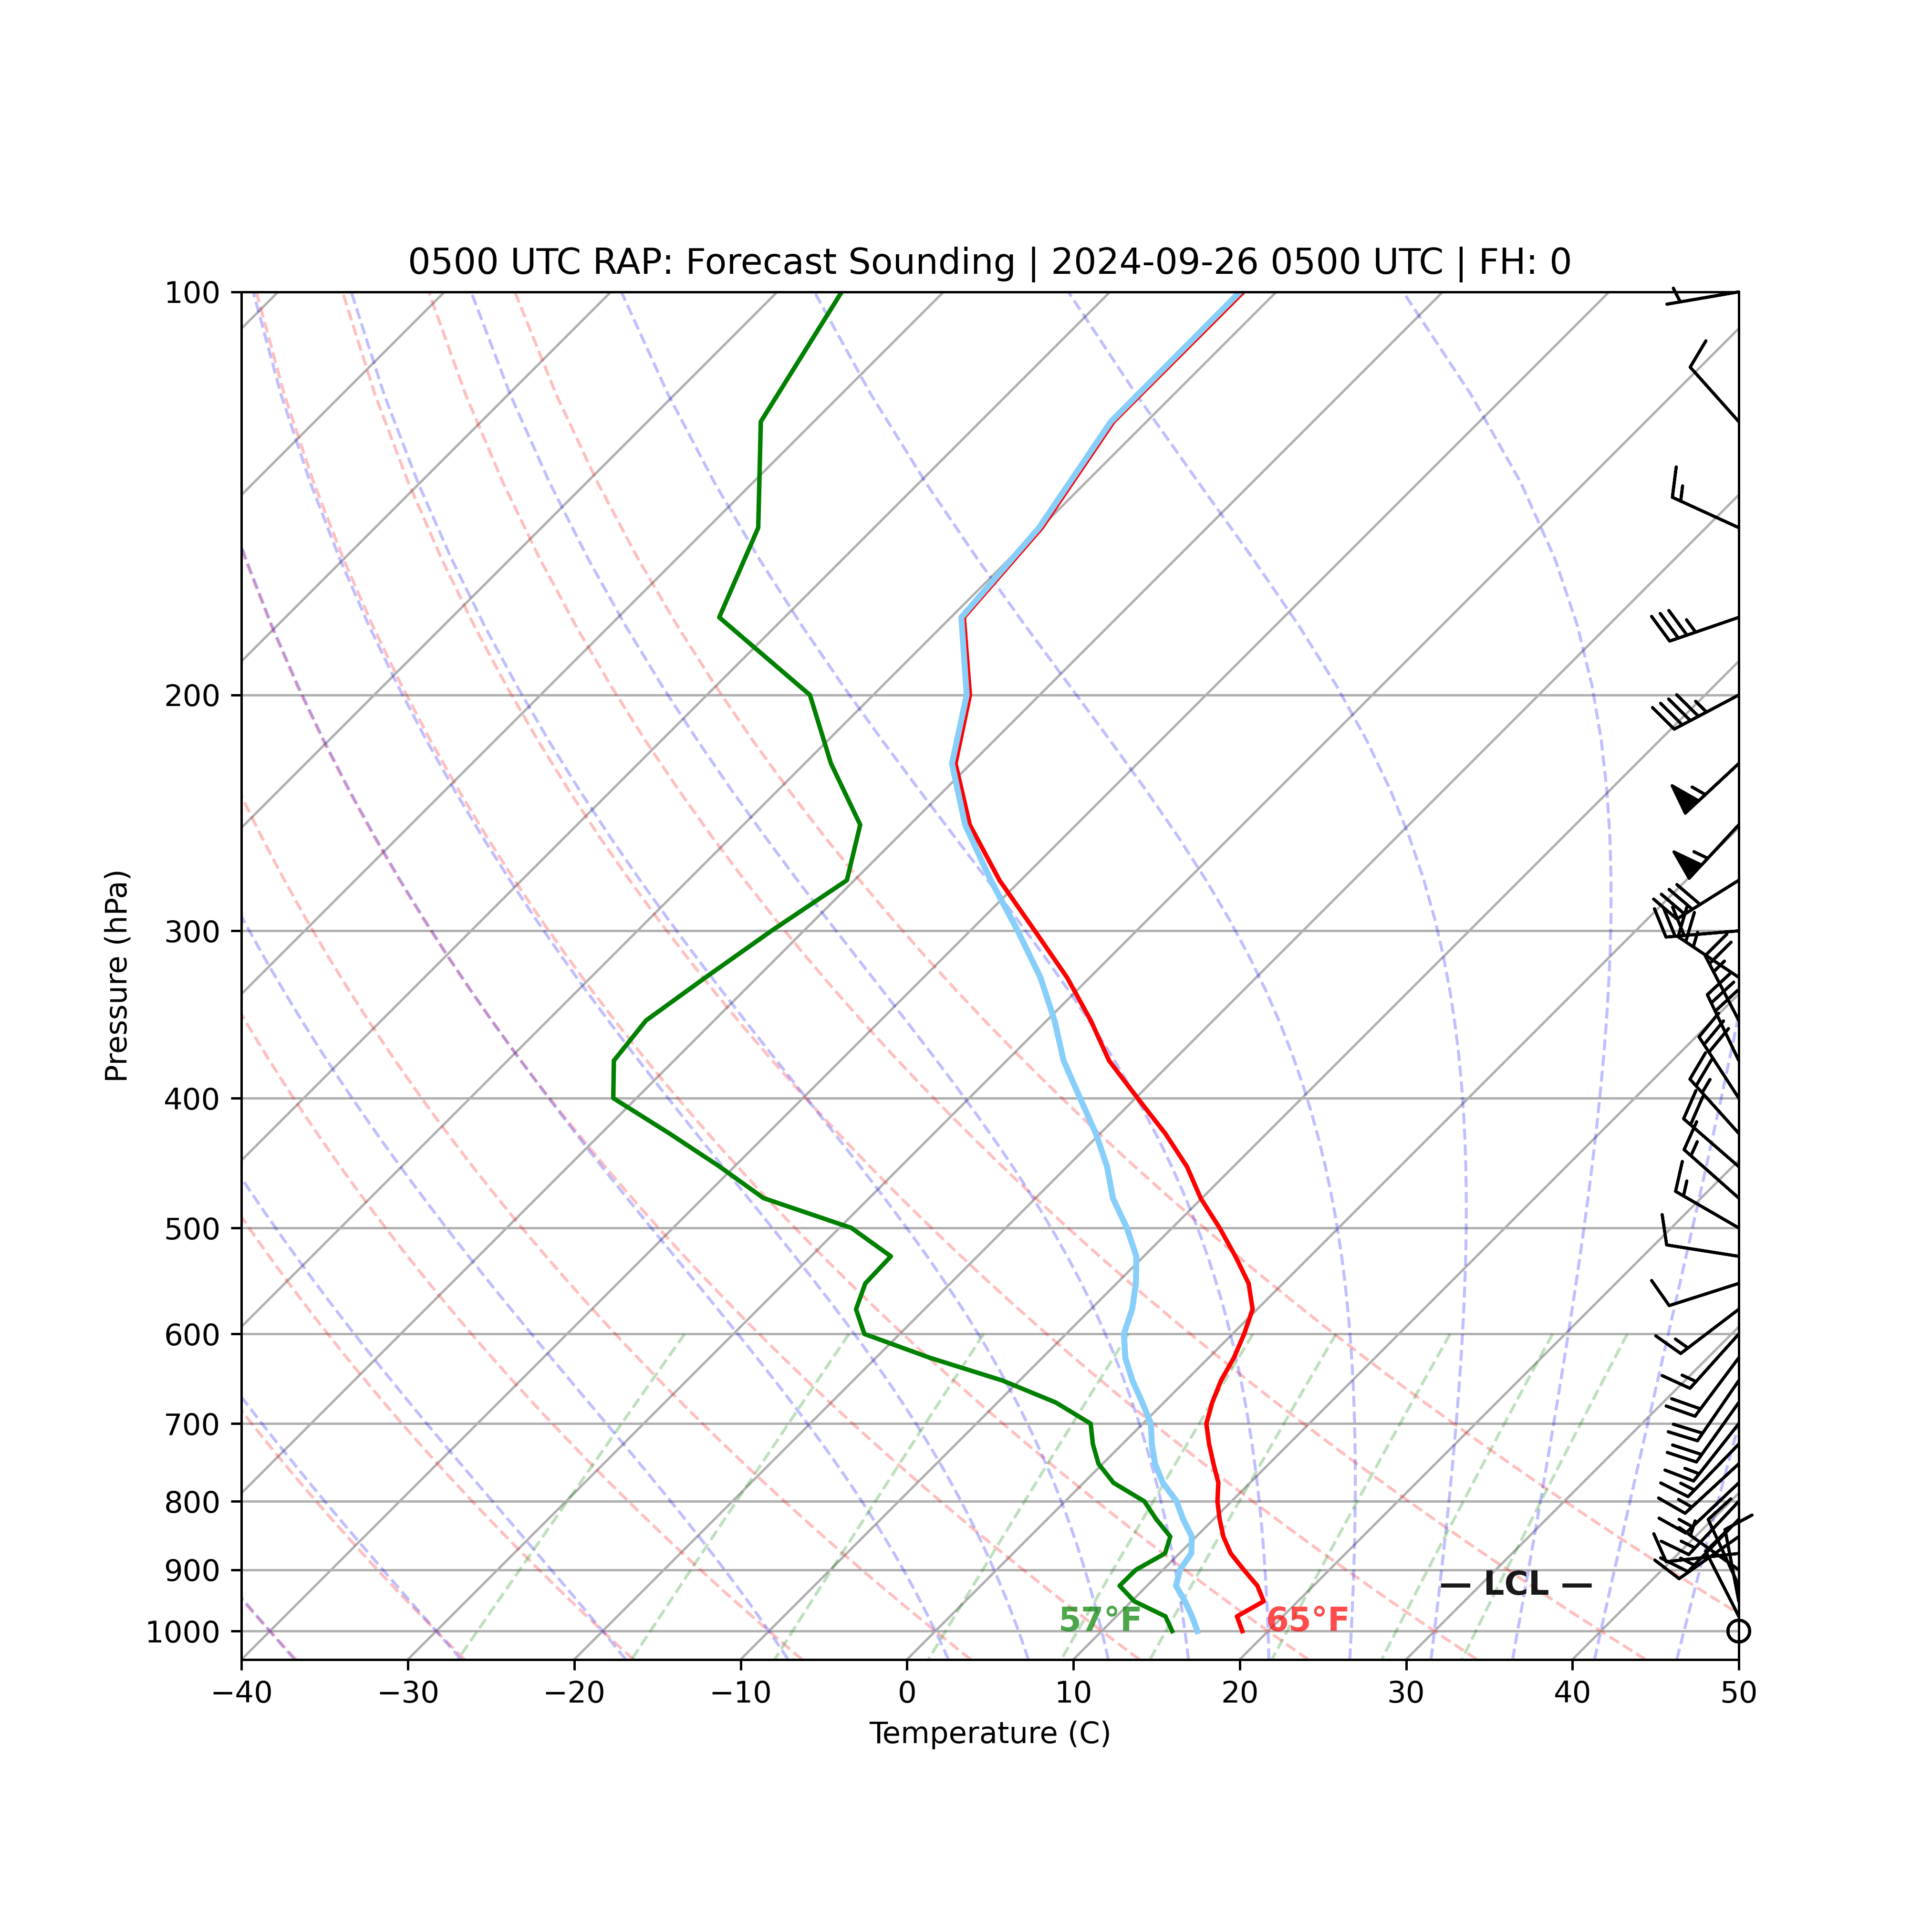 0500 UTC RAP: Forecast Sounding | 2024-09-26 0500 UTC | FH: 0
100
200
300
400
500
600
700
800
900
1000
Pressure (hPa)
— LCL —
57°F
65°F
−40 −30 −20 −10 0 10 20 30 40 50
Temperature (C)